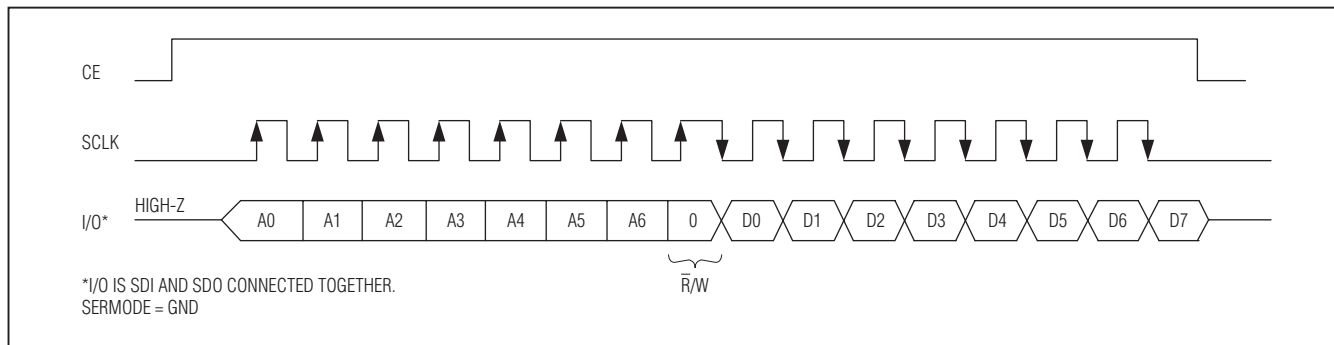 CE
SCLK
I/O* HIGH-Z A0 A1 A2 A3 A4 A5 A6 0 D0 D1 D2 D3 D4 D5 D6 D7
R̅/W
*I/O IS SDI AND SDO CONNECTED TOGETHER.
SERMODE = GND